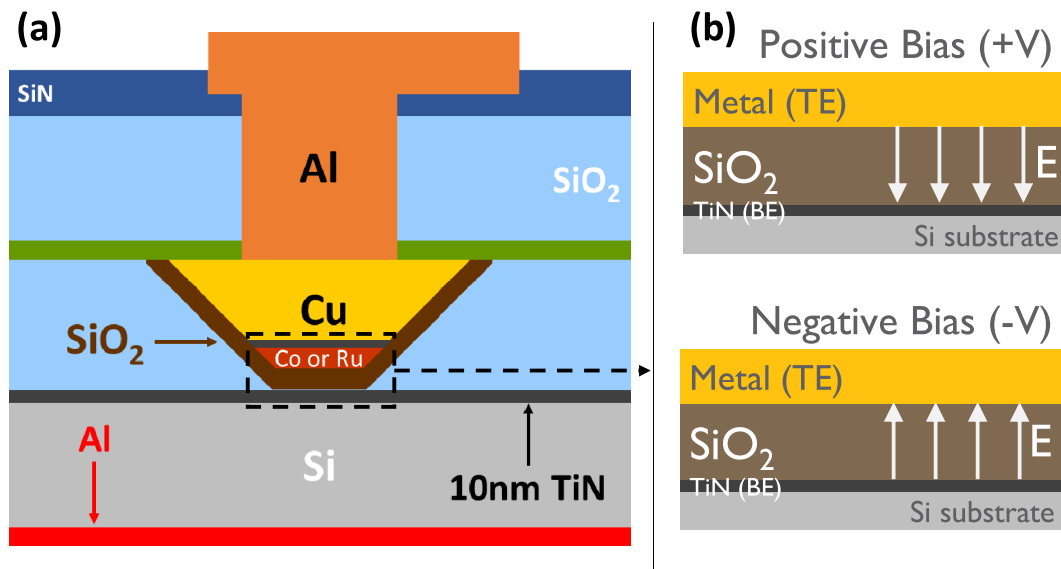 (a)
SiN
Al
SiO2
Cu
SiO2
Co or Ru
Al
Si
10nm TiN
(b)
Positive Bias (+V)
Metal (TE)
SiO2
E
TiN (BE)
Si substrate
Negative Bias (-V)
Metal (TE)
SiO2
E
TiN (BE)
Si substrate